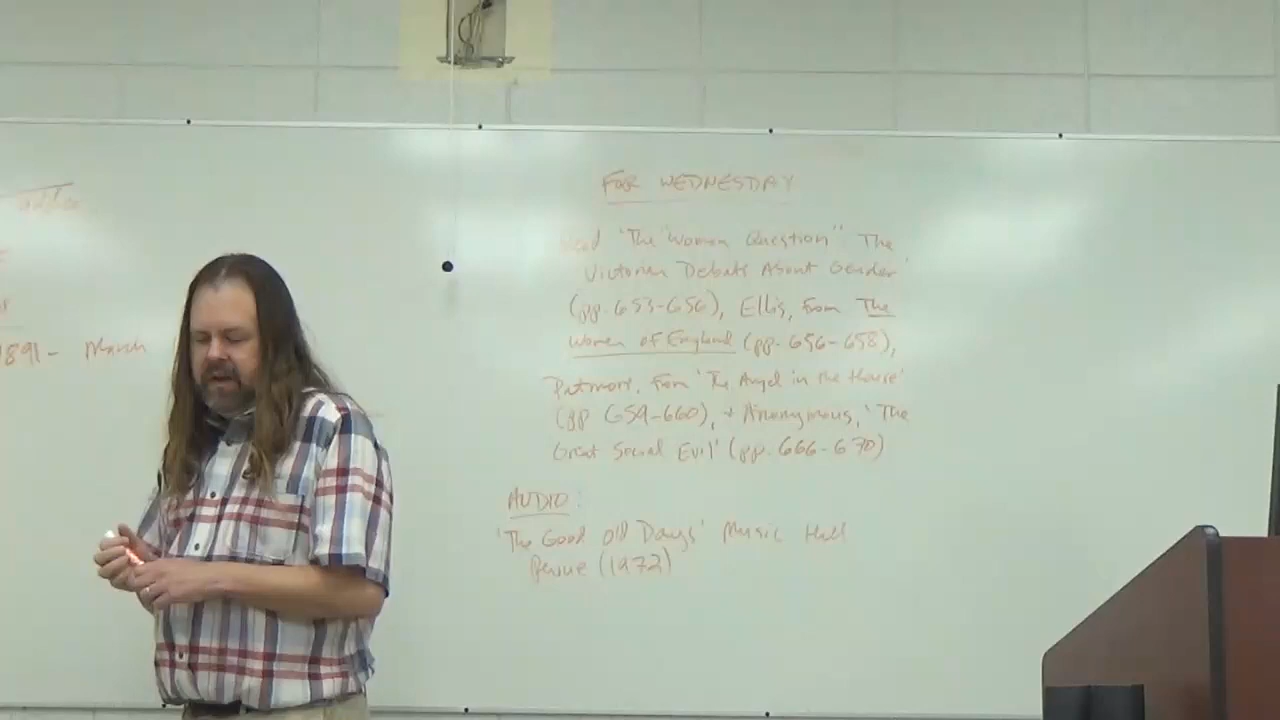 1891 - March
FOR WEDNESDAY
Read "The 'Woman Question": The
Victorian Debate About Gender'
(pp. 653-656), Ellis, from The
Women of England (pp. 656-658),
Patmore, from 'The Angel in the House'
(pp 659-660), + Anonymous, 'The
Great Social Evil' (pp. 666-670)
AUDIO:
'The Good Old Days' Music Hall
Revue (1972)